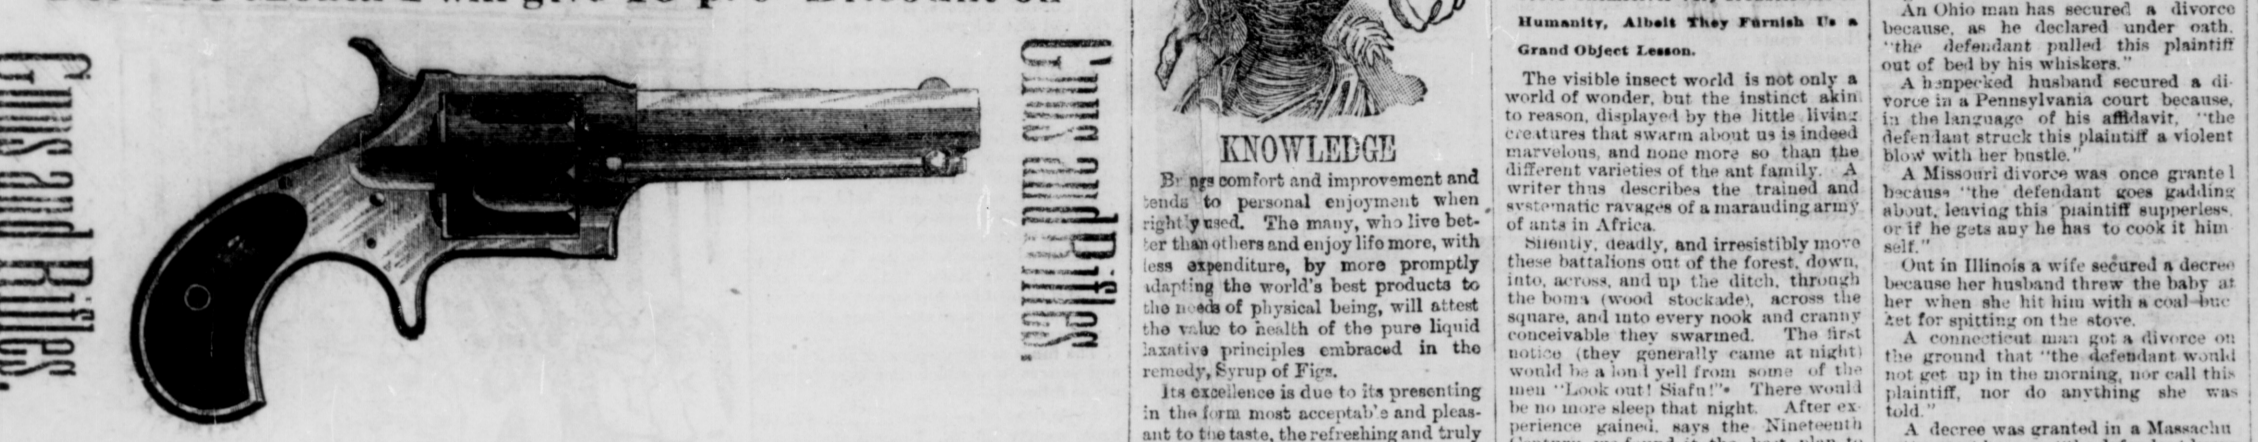 Guns and Rifles.
Guns and Rifles.
KNOWLEDGE
comfort and improvement and
tends to personal enjoyment when
rightly used. The many, who live bet-
ter than others and enjoy life more, with
less expenditure, by more promptly
adapting the world's best products to
the needs of physical being, will attest
the value to health of the pure liquid
laxative principles embraced in the
remedy, Syrup of Figs.
Its excellence is due to its presenting
in the form most acceptable and pleas-
ant to the taste, the refreshing and truly
Humanity, Albeit They Furnish Us a
Grand Object Lesson.
The visible insect world is not only a
world of wonder, but the instinct akin
to reason, displayed by the little living
creatures that swarm about us is indeed
marvelous, and none more so than the
different varieties of the ant family. A
writer thus describes the trained and
systematic ravages of a marauding army
of ants in Africa.
Silently, deadly, and irresistibly move
these battalions out of the forest, down,
into, across, and up the ditch, through
the boma (wood stockade), across the
square, and into every nook and cranny
conceivable they swarmed. The first
notice (they generally came at night)
would be a loud yell from some of the
men "Look out! Siafu!" There would
be no more sleep that night. After ex-
perience gained, says the Nineteenth
An Ohio man has secured a divorce
because, as he declared under oath.
"the defendant pulled this plaintiff
out of bed by his whiskers."
A henpecked husband secured a di-
vorce in a Pennsylvania court because,
in the language of his affidavit, "the
defendant struck this plaintiff a violent
blow with her bustle."
A Missouri divorce was once granted
because "the defendant goes gadding
about, leaving this plaintiff supperless,
or if he gets any he has to cook it him
self."
Out in Illinois a wife secured a decree
because her husband threw the baby at
her when she hit him with a coal buc
ket for spitting on the stove.
A connecticut man got a divorce on
the ground that "the defendant would
not get up in the morning, nor call this
plaintiff, nor do anything she was
told."
A decree was granted in a Massachu